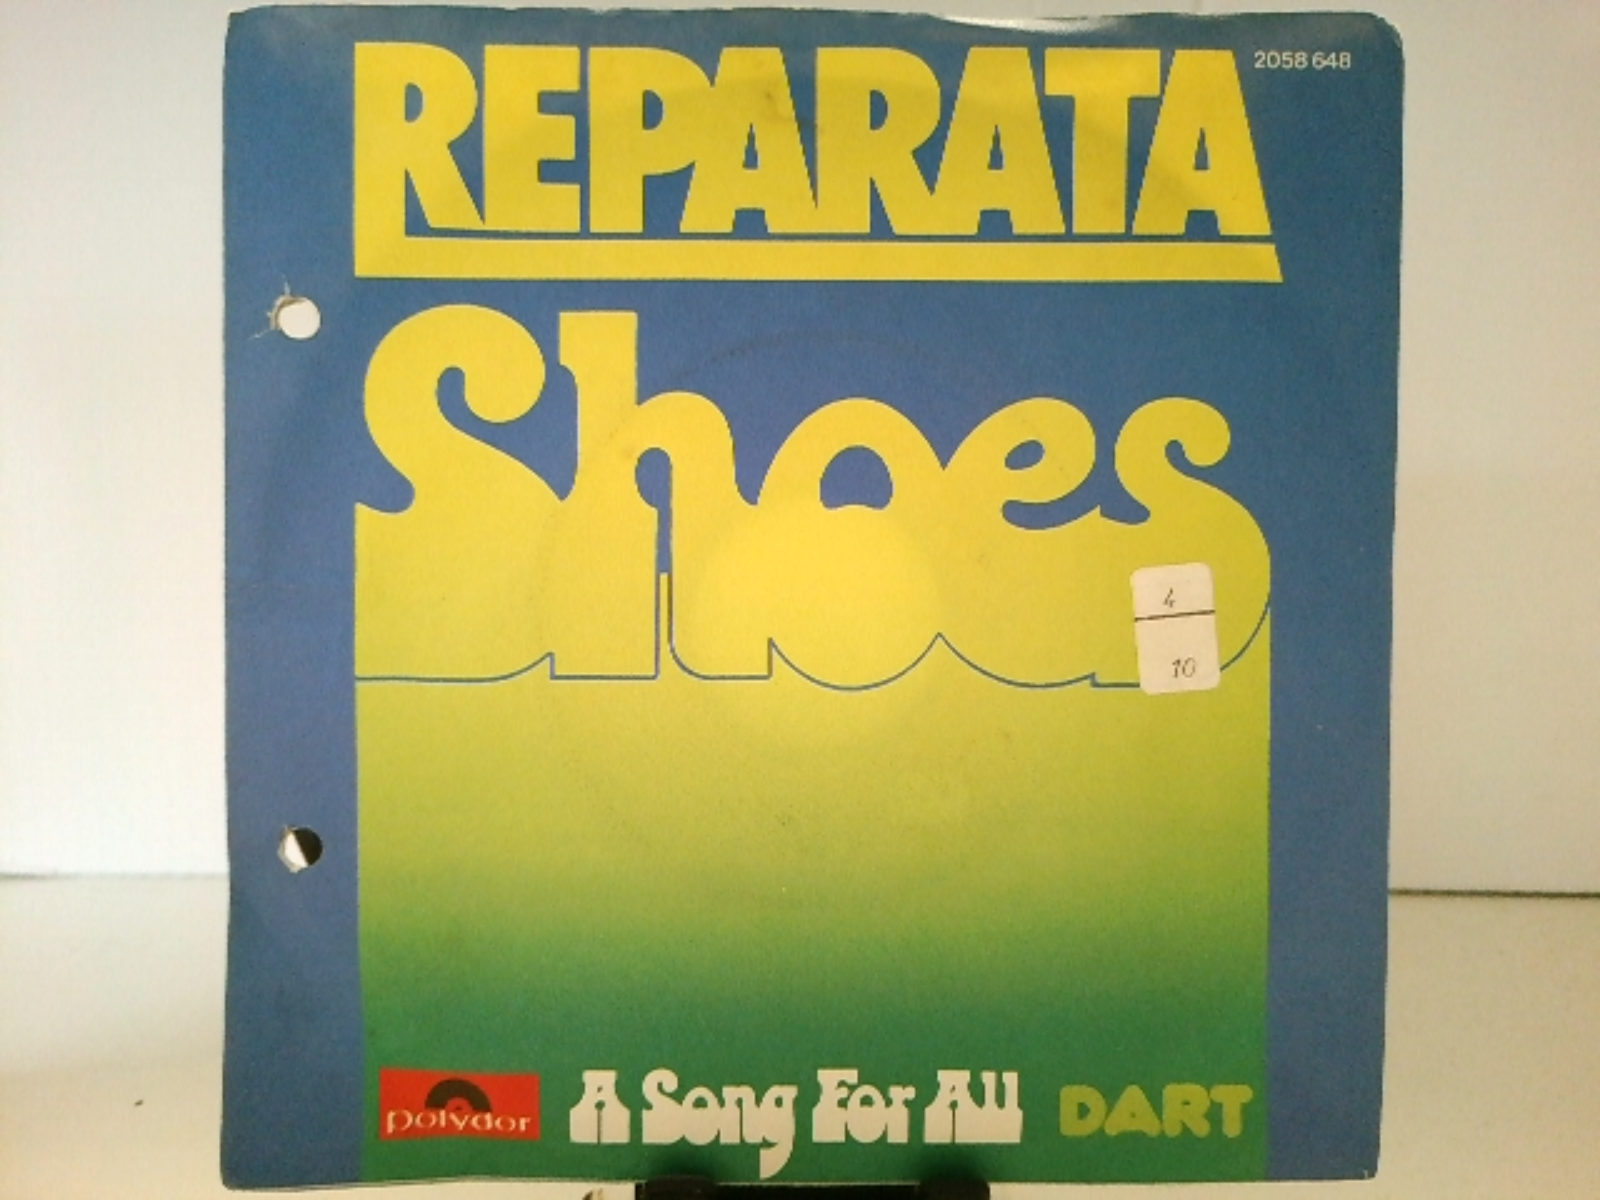 REPARATA
2058 648
Shoes
4
10
polydor
A Song For All
DART